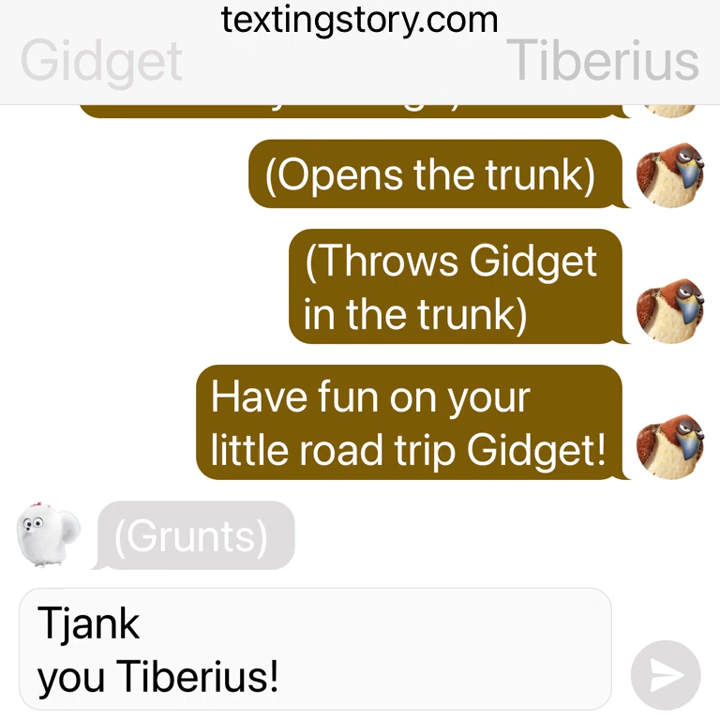 textingstory.com
Gidget
Tiberius
(Opens the trunk)
(Throws Gidget
in the trunk)
Have fun on your
little road trip Gidget!
(Grunts)
Tjank
you Tiberius!